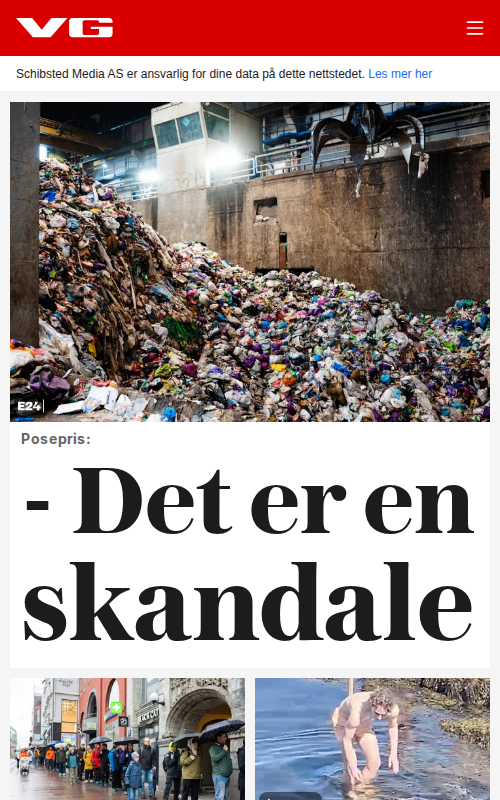 VG
Schibsted Media AS er ansvarlig for dine data på dette nettstedet. Les mer her
E24
Posepris:
- Det er en
skandale